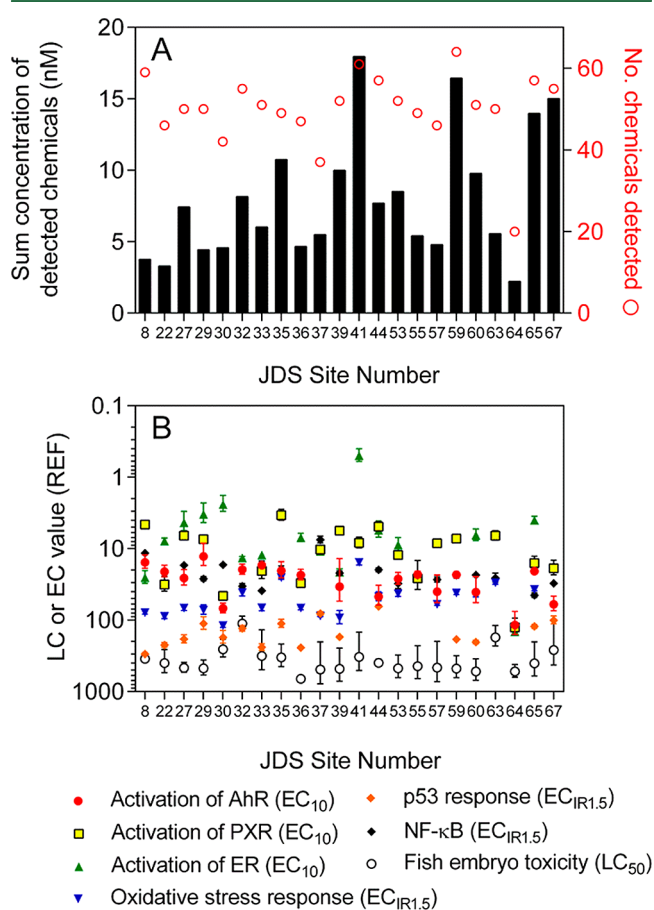 A
Sum concentration of
detected chemicals (nM)
20
15
10
5
0
No. chemicals detected
60
40
20
0
8 22 27 29 30 32 33 35 36 37 39 41 44 53 55 57 59 60 64 65 67
JDS Site Number
B
LC or EC value (REF)
0.1
1
10
100
1000
8 22 27 29 30 32 33 35 36 37 39 41 44 53 55 57 59 60 63 64 65 67
JDS Site Number
Activation of AhR (EC10)
Activation of PXR (EC10)
Activation of ER (EC10)
Oxidative stress response (ECIR1.5)
p53 response (ECIR1.5)
NF-κB (ECIR1.5)
Fish embryo toxicity (LC50)